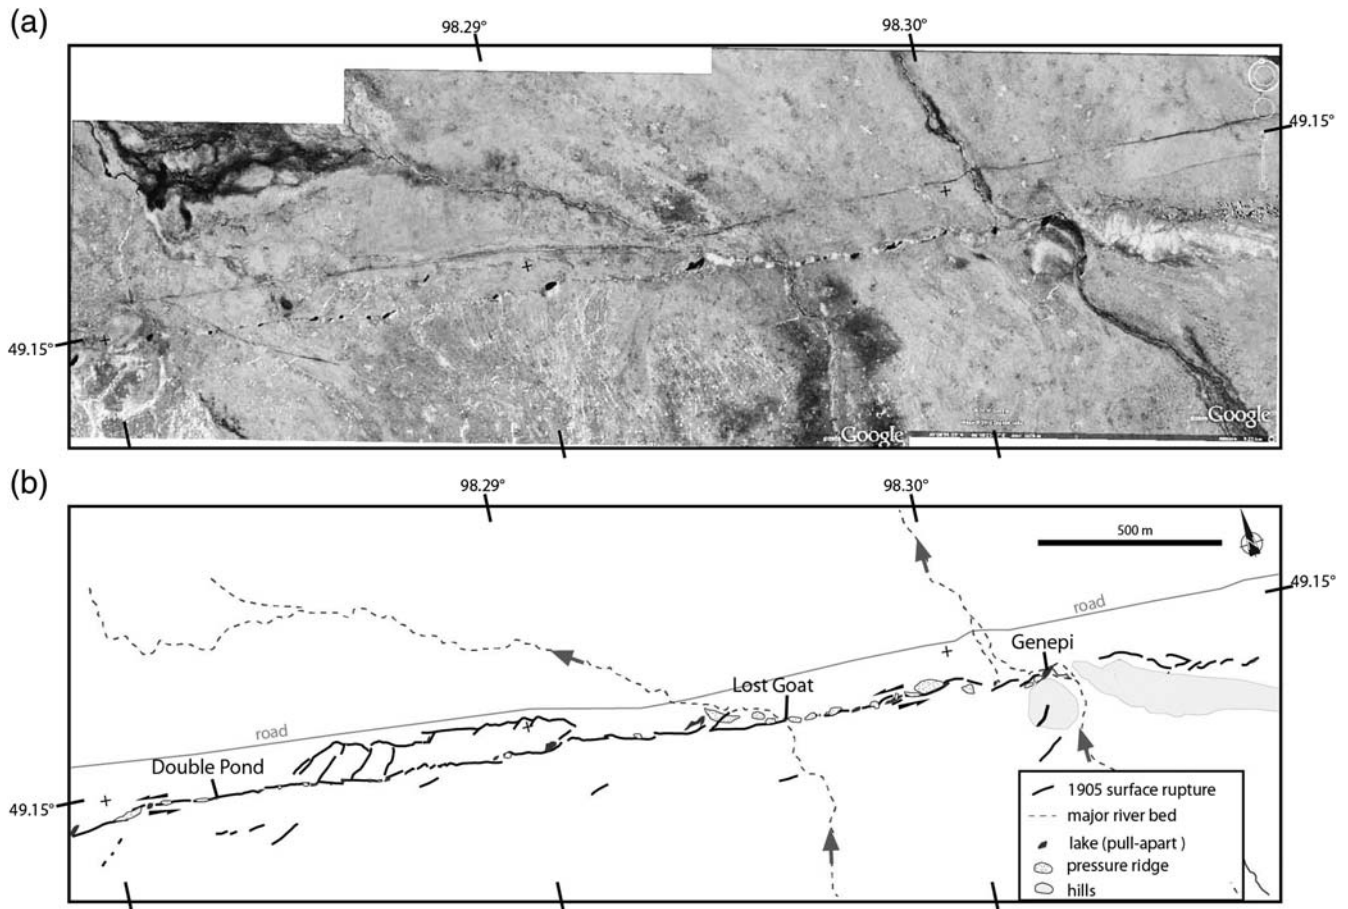 (a)
98.29°
98.30°
49.15°
49.15°
Google
Google
(b)
98.29°
98.30°
500 m
49.15°
road
Genepi
Lost Goat
road
Double Pond
49.15°
1905 surface rupture
major river bed
lake (pull-apart )
pressure ridge
hills